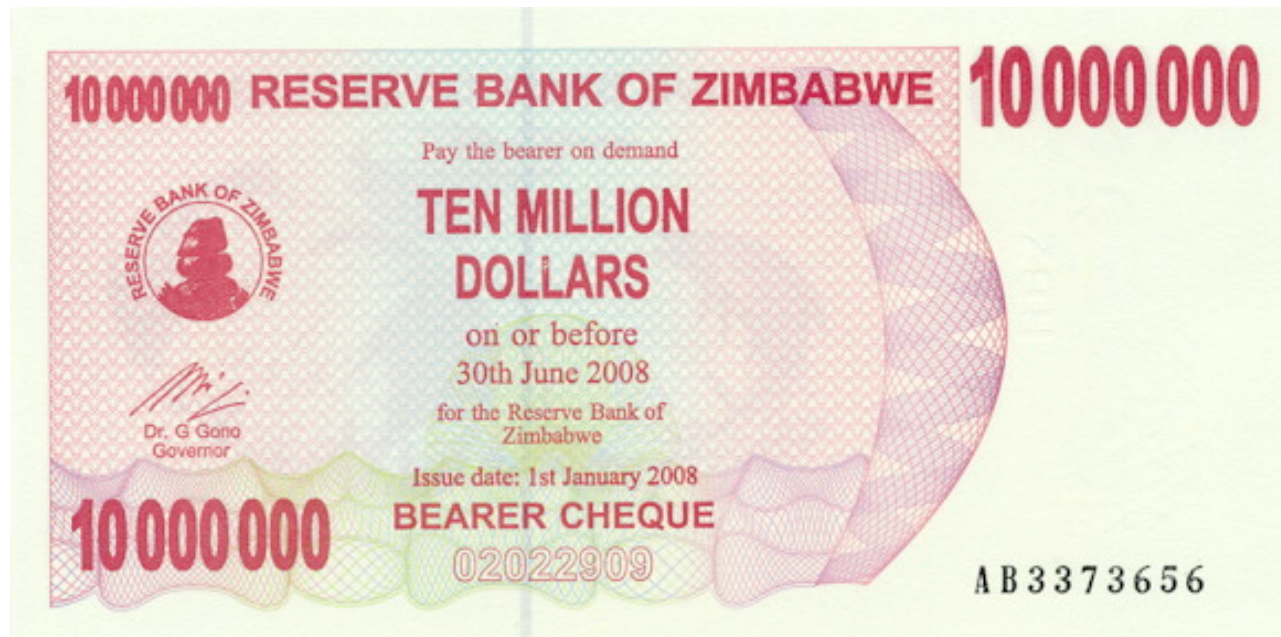 10 000 000 RESERVE BANK OF ZIMBABWE 10 000 000
Pay the bearer on demand
TEN MILLION
DOLLARS
RESERVE BANK OF ZIMBABWE
on or before
30th June 2008
for the Reserve Bank of
Zimbabwe
Dr. G Gono
Governor
Issue date: 1st January 2008
10 000 000
BEARER CHEQUE
02022909
AB3373656